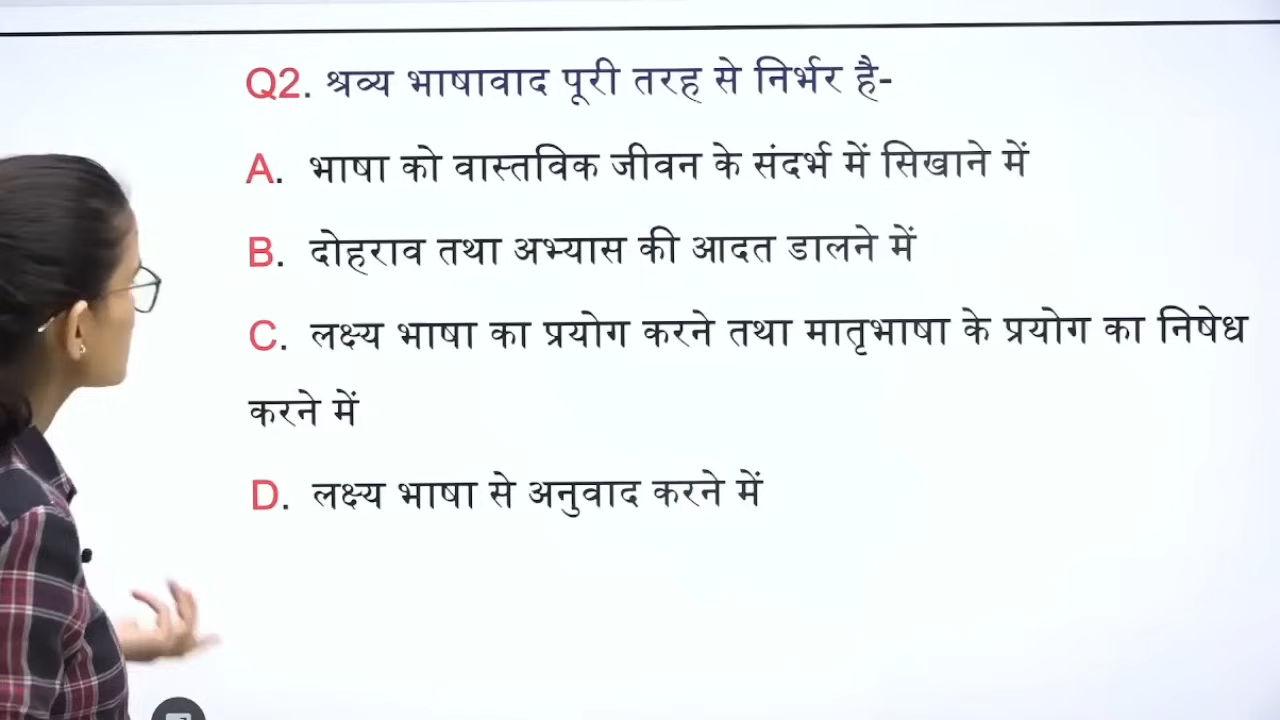 Q2. श्रव्य भाषावाद पूरी तरह से निर्भर है-
A. भाषा को वास्तविक जीवन के संदर्भ में सिखाने में
B. दोहराव तथा अभ्यास की आदत डालने में
C. लक्ष्य भाषा का प्रयोग करने तथा मातृभाषा के प्रयोग का निषेध
करने में
D. लक्ष्य भाषा से अनुवाद करने में